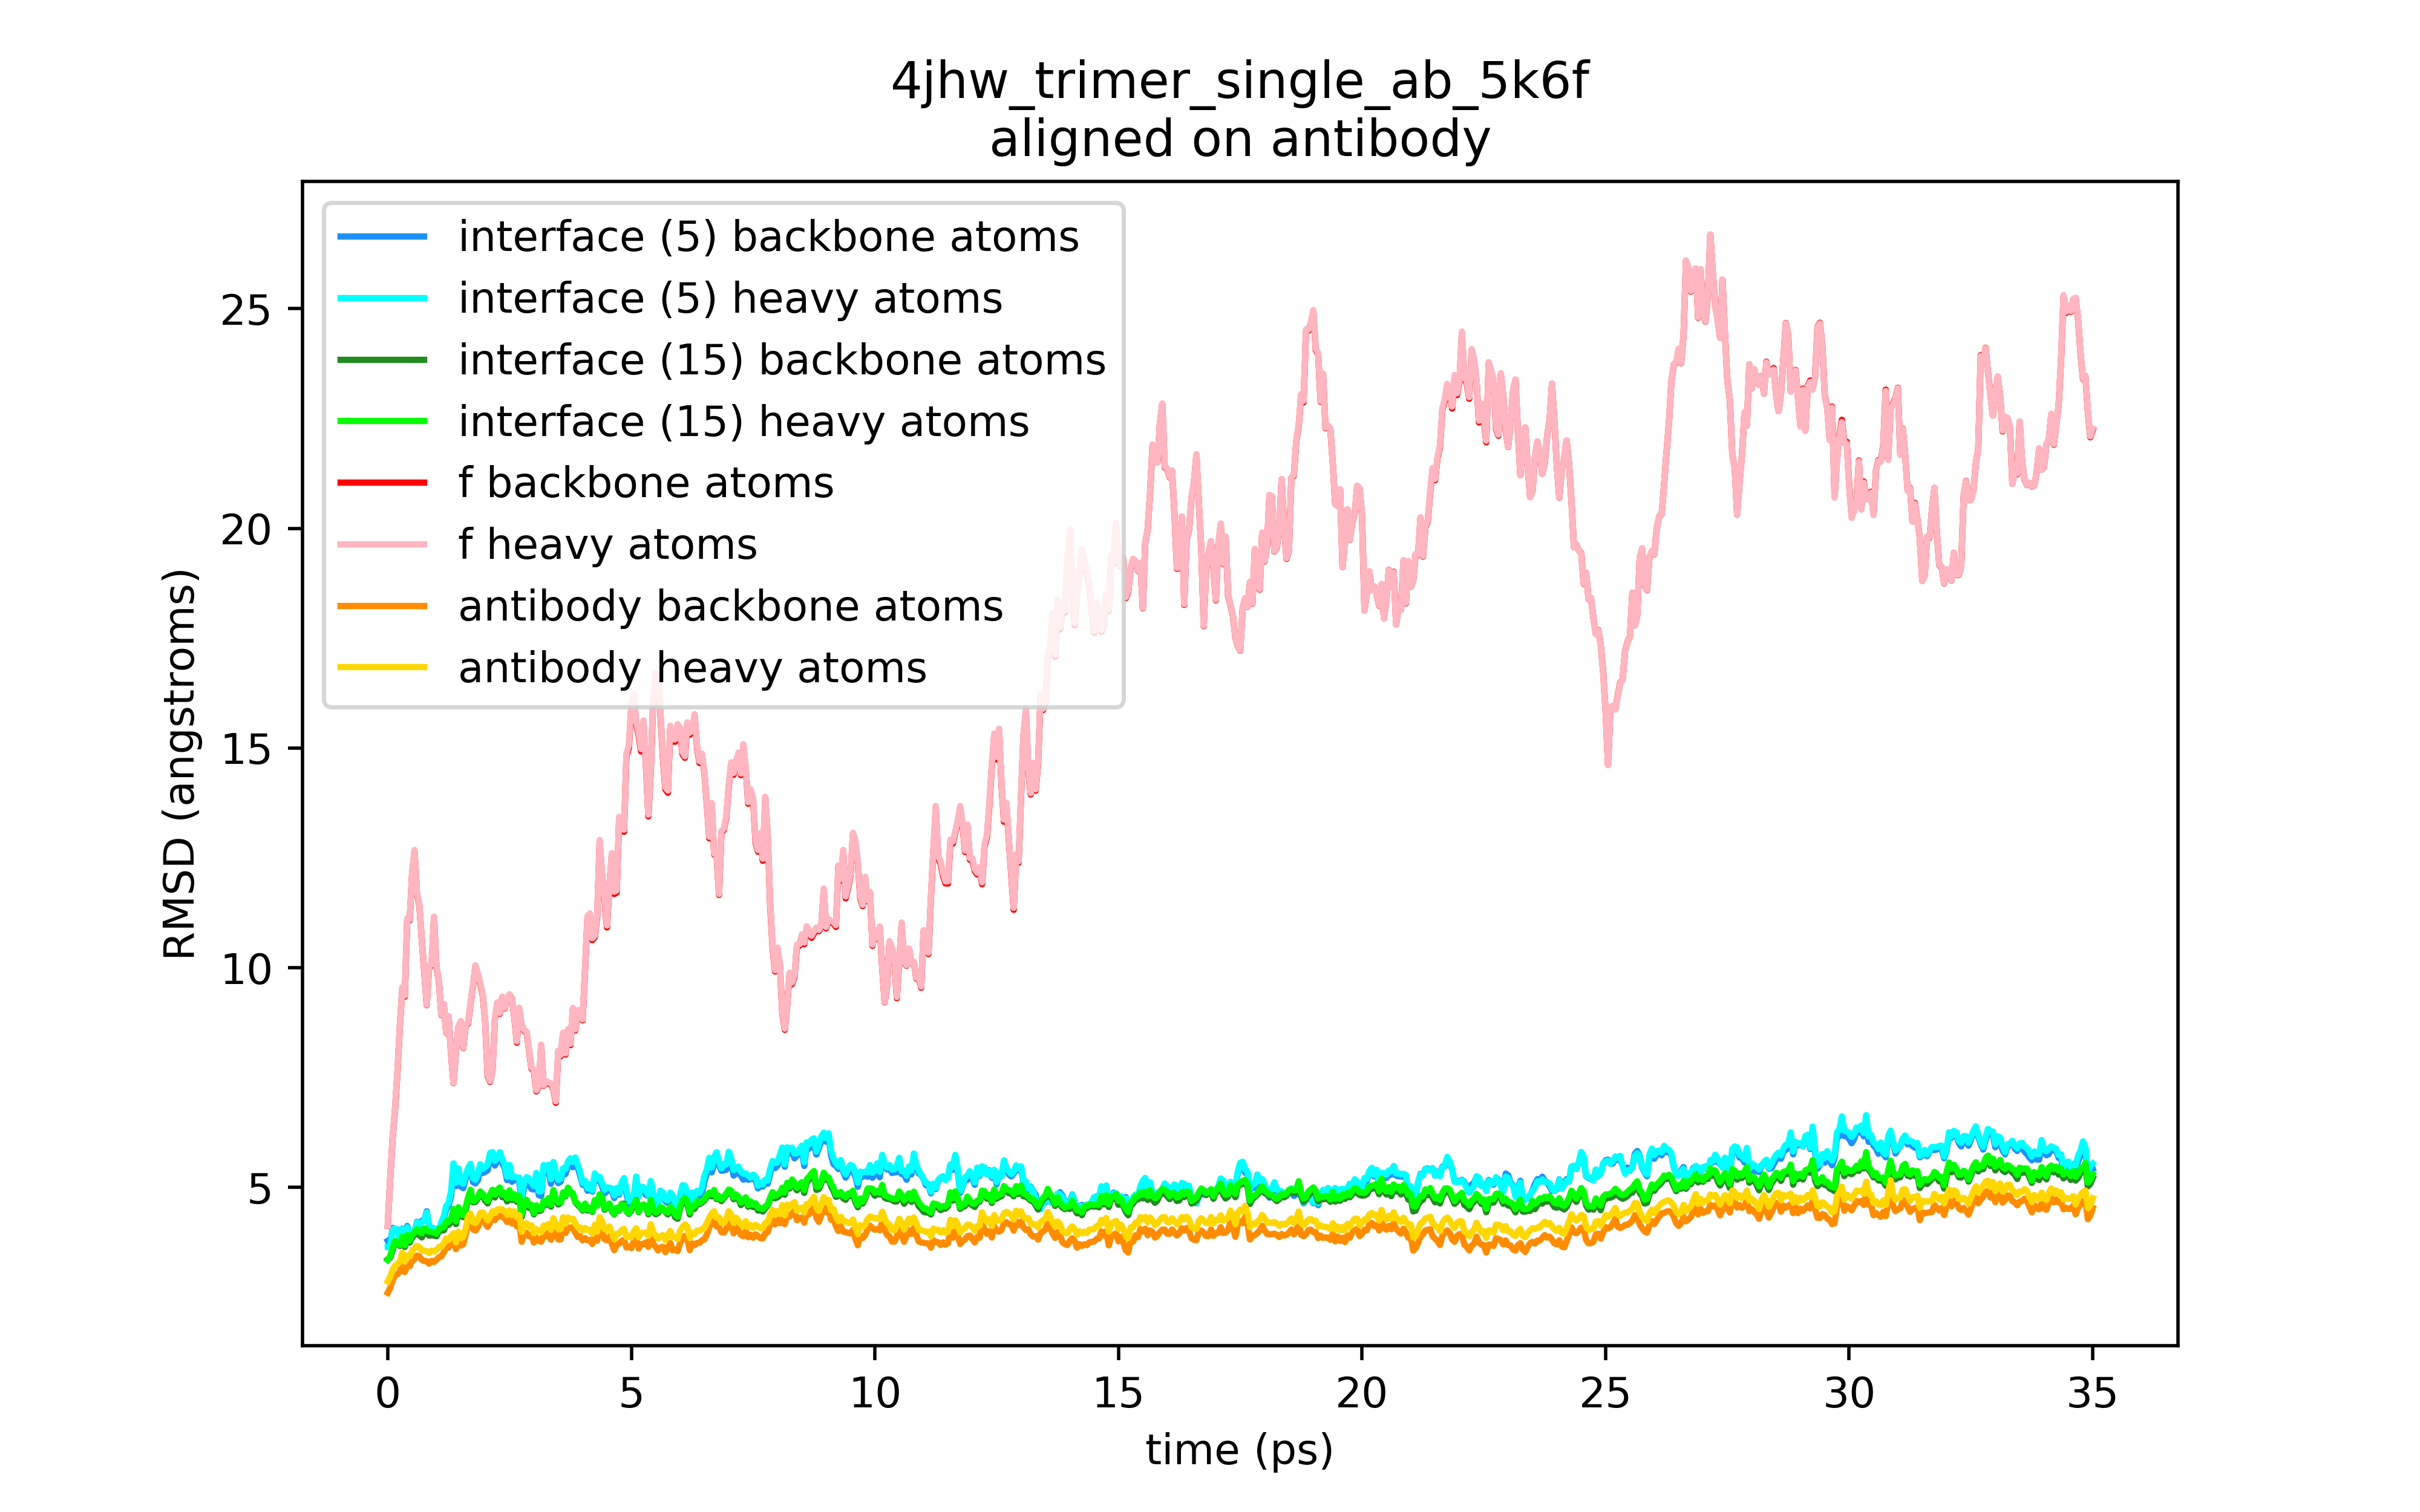 4jhw_trimer_single_ab_5k6f
aligned on antibody
interface (5) backbone atoms
interface (5) heavy atoms
interface (15) backbone atoms
interface (15) heavy atoms
f backbone atoms
f heavy atoms
antibody backbone atoms
antibody heavy atoms
RMSD (angstroms)
25
20
15
10
5
0 5 10 15 20 25 30 35
time (ps)